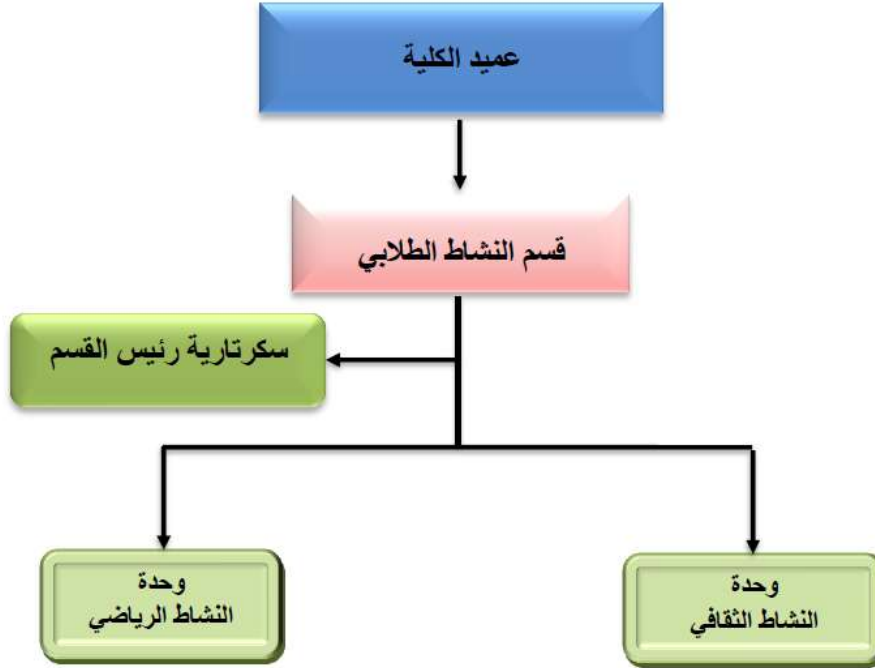 عميد الكلية
قسم النشاط الطلابي
سكرتارية رئيس القسم
وحدة
النشاط الثقافي
وحدة
النشاط الرياضي